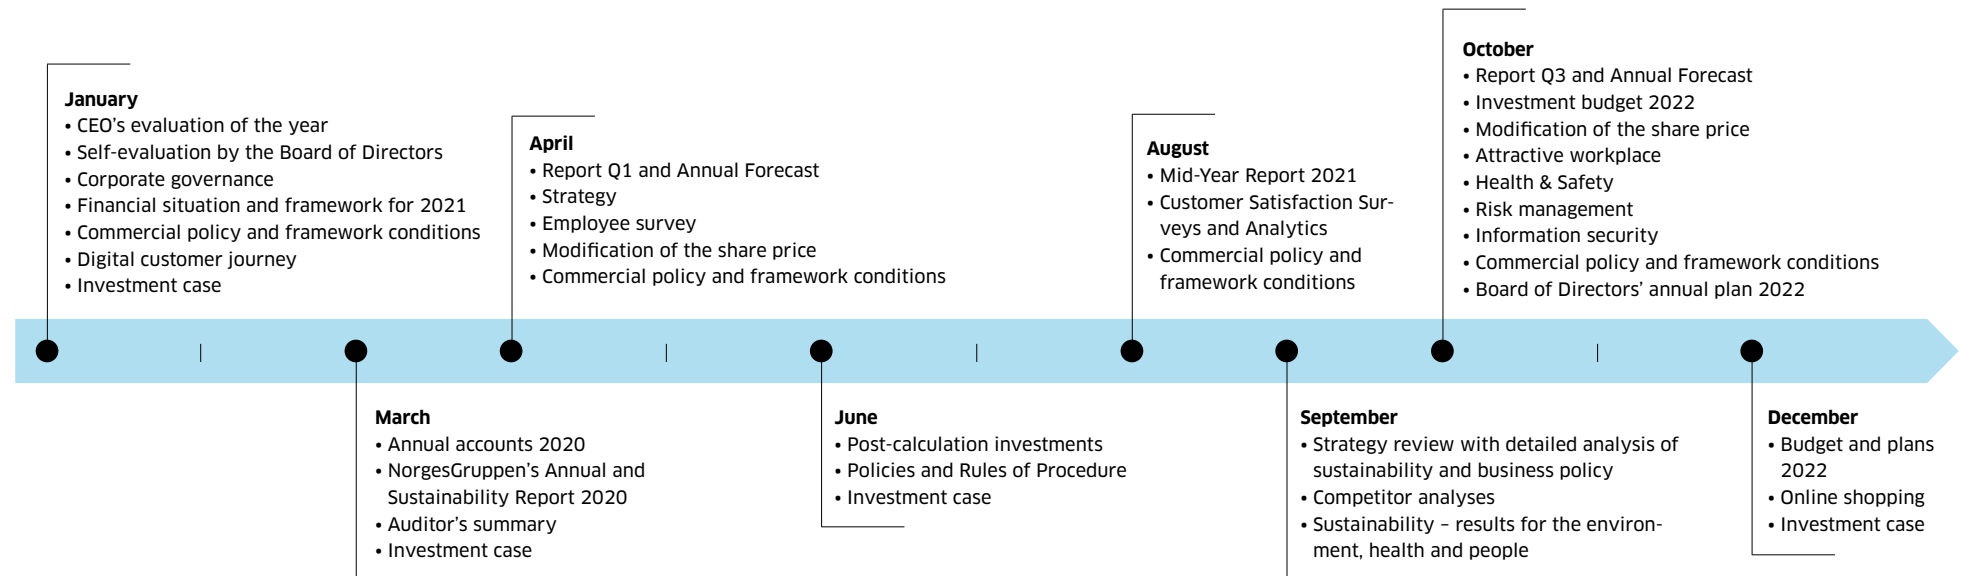 January
• CEO’s evaluation of the year
• Self-evaluation by the Board of Directors
• Corporate governance
• Financial situation and framework for 2021
• Commercial policy and framework conditions
• Digital customer journey
• Investment case
March
• Annual accounts 2020
• NorgesGruppen’s Annual and
Sustainability Report 2020
• Auditor’s summary
• Investment case
April
• Report Q1 and Annual Forecast
• Strategy
• Employee survey
• Modification of the share price
• Commercial policy and framework conditions
June
• Post-calculation investments
• Policies and Rules of Procedure
• Investment case
August
• Mid-Year Report 2021
• Customer Satisfaction Sur-
veys and Analytics
• Commercial policy and
framework conditions
September
• Strategy review with detailed analysis of
sustainability and business policy
• Competitor analyses
• Sustainability – results for the environ-
ment, health and people
October
• Report Q3 and Annual Forecast
• Investment budget 2022
• Modification of the share price
• Attractive workplace
• Health & Safety
• Risk management
• Information security
• Commercial policy and framework conditions
• Board of Directors’ annual plan 2022
December
• Budget and plans
2022
• Online shopping
• Investment case